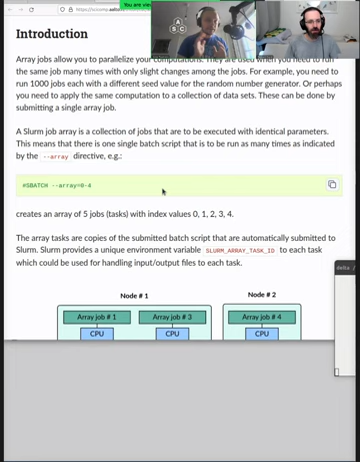 You are view
https://scicomp.aalto
A
S C
Introduction
Array jobs allow you to parallelize your computations. They are used when you need to run
the same job many times with only slight changes among the jobs. For example, you need to
run 1000 jobs each with a different seed value for the random number generator. Or perhaps
you need to apply the same computation to a collection of data sets. These can be done by
submitting a single array job.
A Slurm job array is a collection of jobs that are to be executed with identical parameters.
This means that there is one single batch script that is to be run as many times as indicated
by the --array directive, e.g.:
#SBATCH --array=0-4
creates an array of 5 jobs (tasks) with index values 0, 1, 2, 3, 4.
The array tasks are copies of the submitted batch script that are automatically submitted to
Slurm. Slurm provides a unique environment variable SLURM_ARRAY_TASK_ID to each task
which could be used for handling input/output files to each task.
delta /
Node # 1 Node # 2
Array job # 1 Array job # 3 Array job # 4
CPU CPU CPU